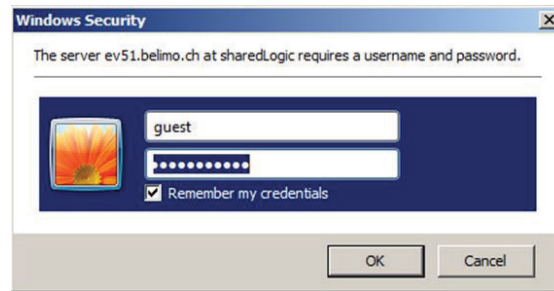 Windows Security
The server ev51.belimo.ch at sharedLogic requires a username and password.
guest
●●●●●●●●●●●
Remember my credentials
OK
Cancel